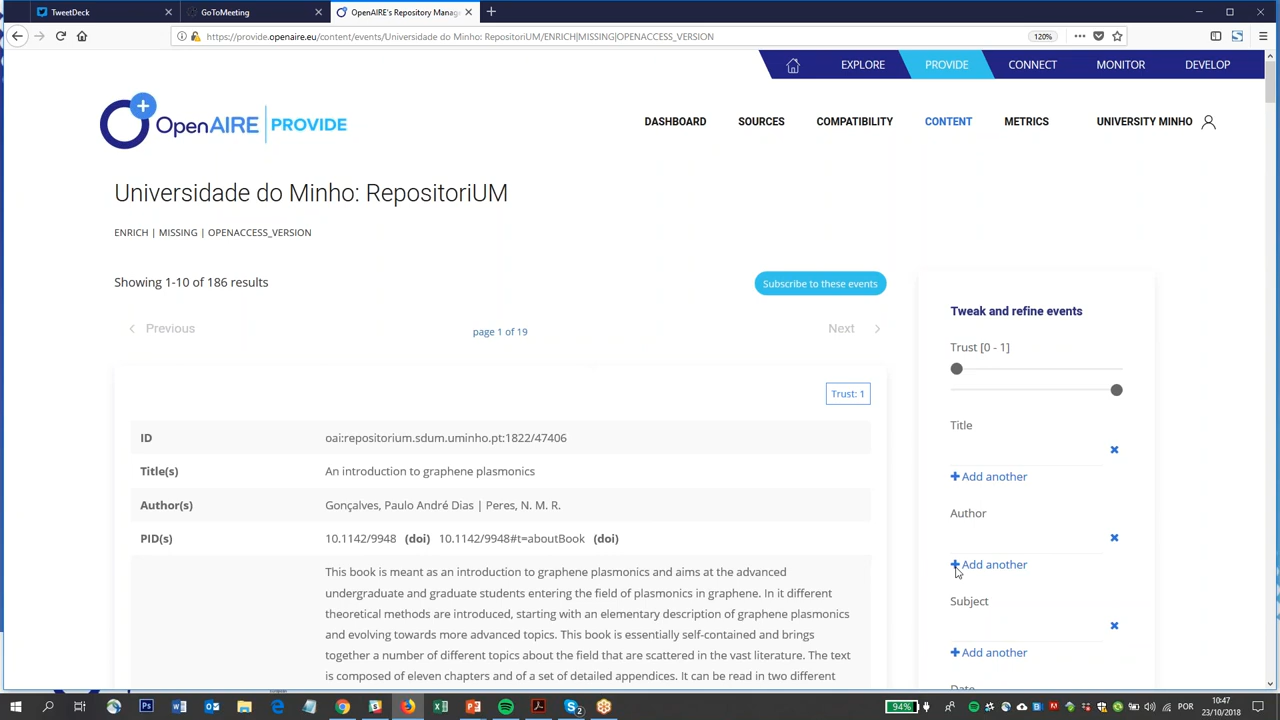 TweetDeck
GoToMeeting
OpenAIRE's Repository Manag
https://provide.openaire.eu/content/events/Universidade do Minho: RepositoriUM/ENRICH|MISSING|OPENACCESS_VERSION
120%
EXPLORE
PROVIDE
CONNECT
MONITOR
DEVELOP
OpenAIRE | PROVIDE
DASHBOARD
SOURCES
COMPATIBILITY
CONTENT
METRICS
UNIVERSITY MINHO
Universidade do Minho: RepositoriUM
ENRICH | MISSING | OPENACCESS_VERSION
Showing 1-10 of 186 results
Subscribe to these events
Previous
page 1 of 19
Next
Trust: 1
ID oai:repositorium.sdum.uminho.pt:1822/47406
Title(s) An introduction to graphene plasmonics
Author(s) Gonçalves, Paulo André Dias | Peres, N. M. R.
PID(s) 10.1142/9948 (doi) 10.1142/9948#t=aboutBook (doi)
This book is meant as an introduction to graphene plasmonics and aims at the advanced
undergraduate and graduate students entering the field of plasmonics in graphene. In it different
theoretical methods are introduced, starting with an elementary description of graphene plasmonics
and evolving towards more advanced topics. This book is essentially self-contained and brings
together a number of different topics about the field that are scattered in the vast literature. The text
is composed of eleven chapters and of a set of detailed appendices. It can be read in two different
Tweak and refine events
Trust [0 - 1]
Title
Add another
Author
Add another
Subject
Add another
Date
94%
POR
10:47
23/10/2018